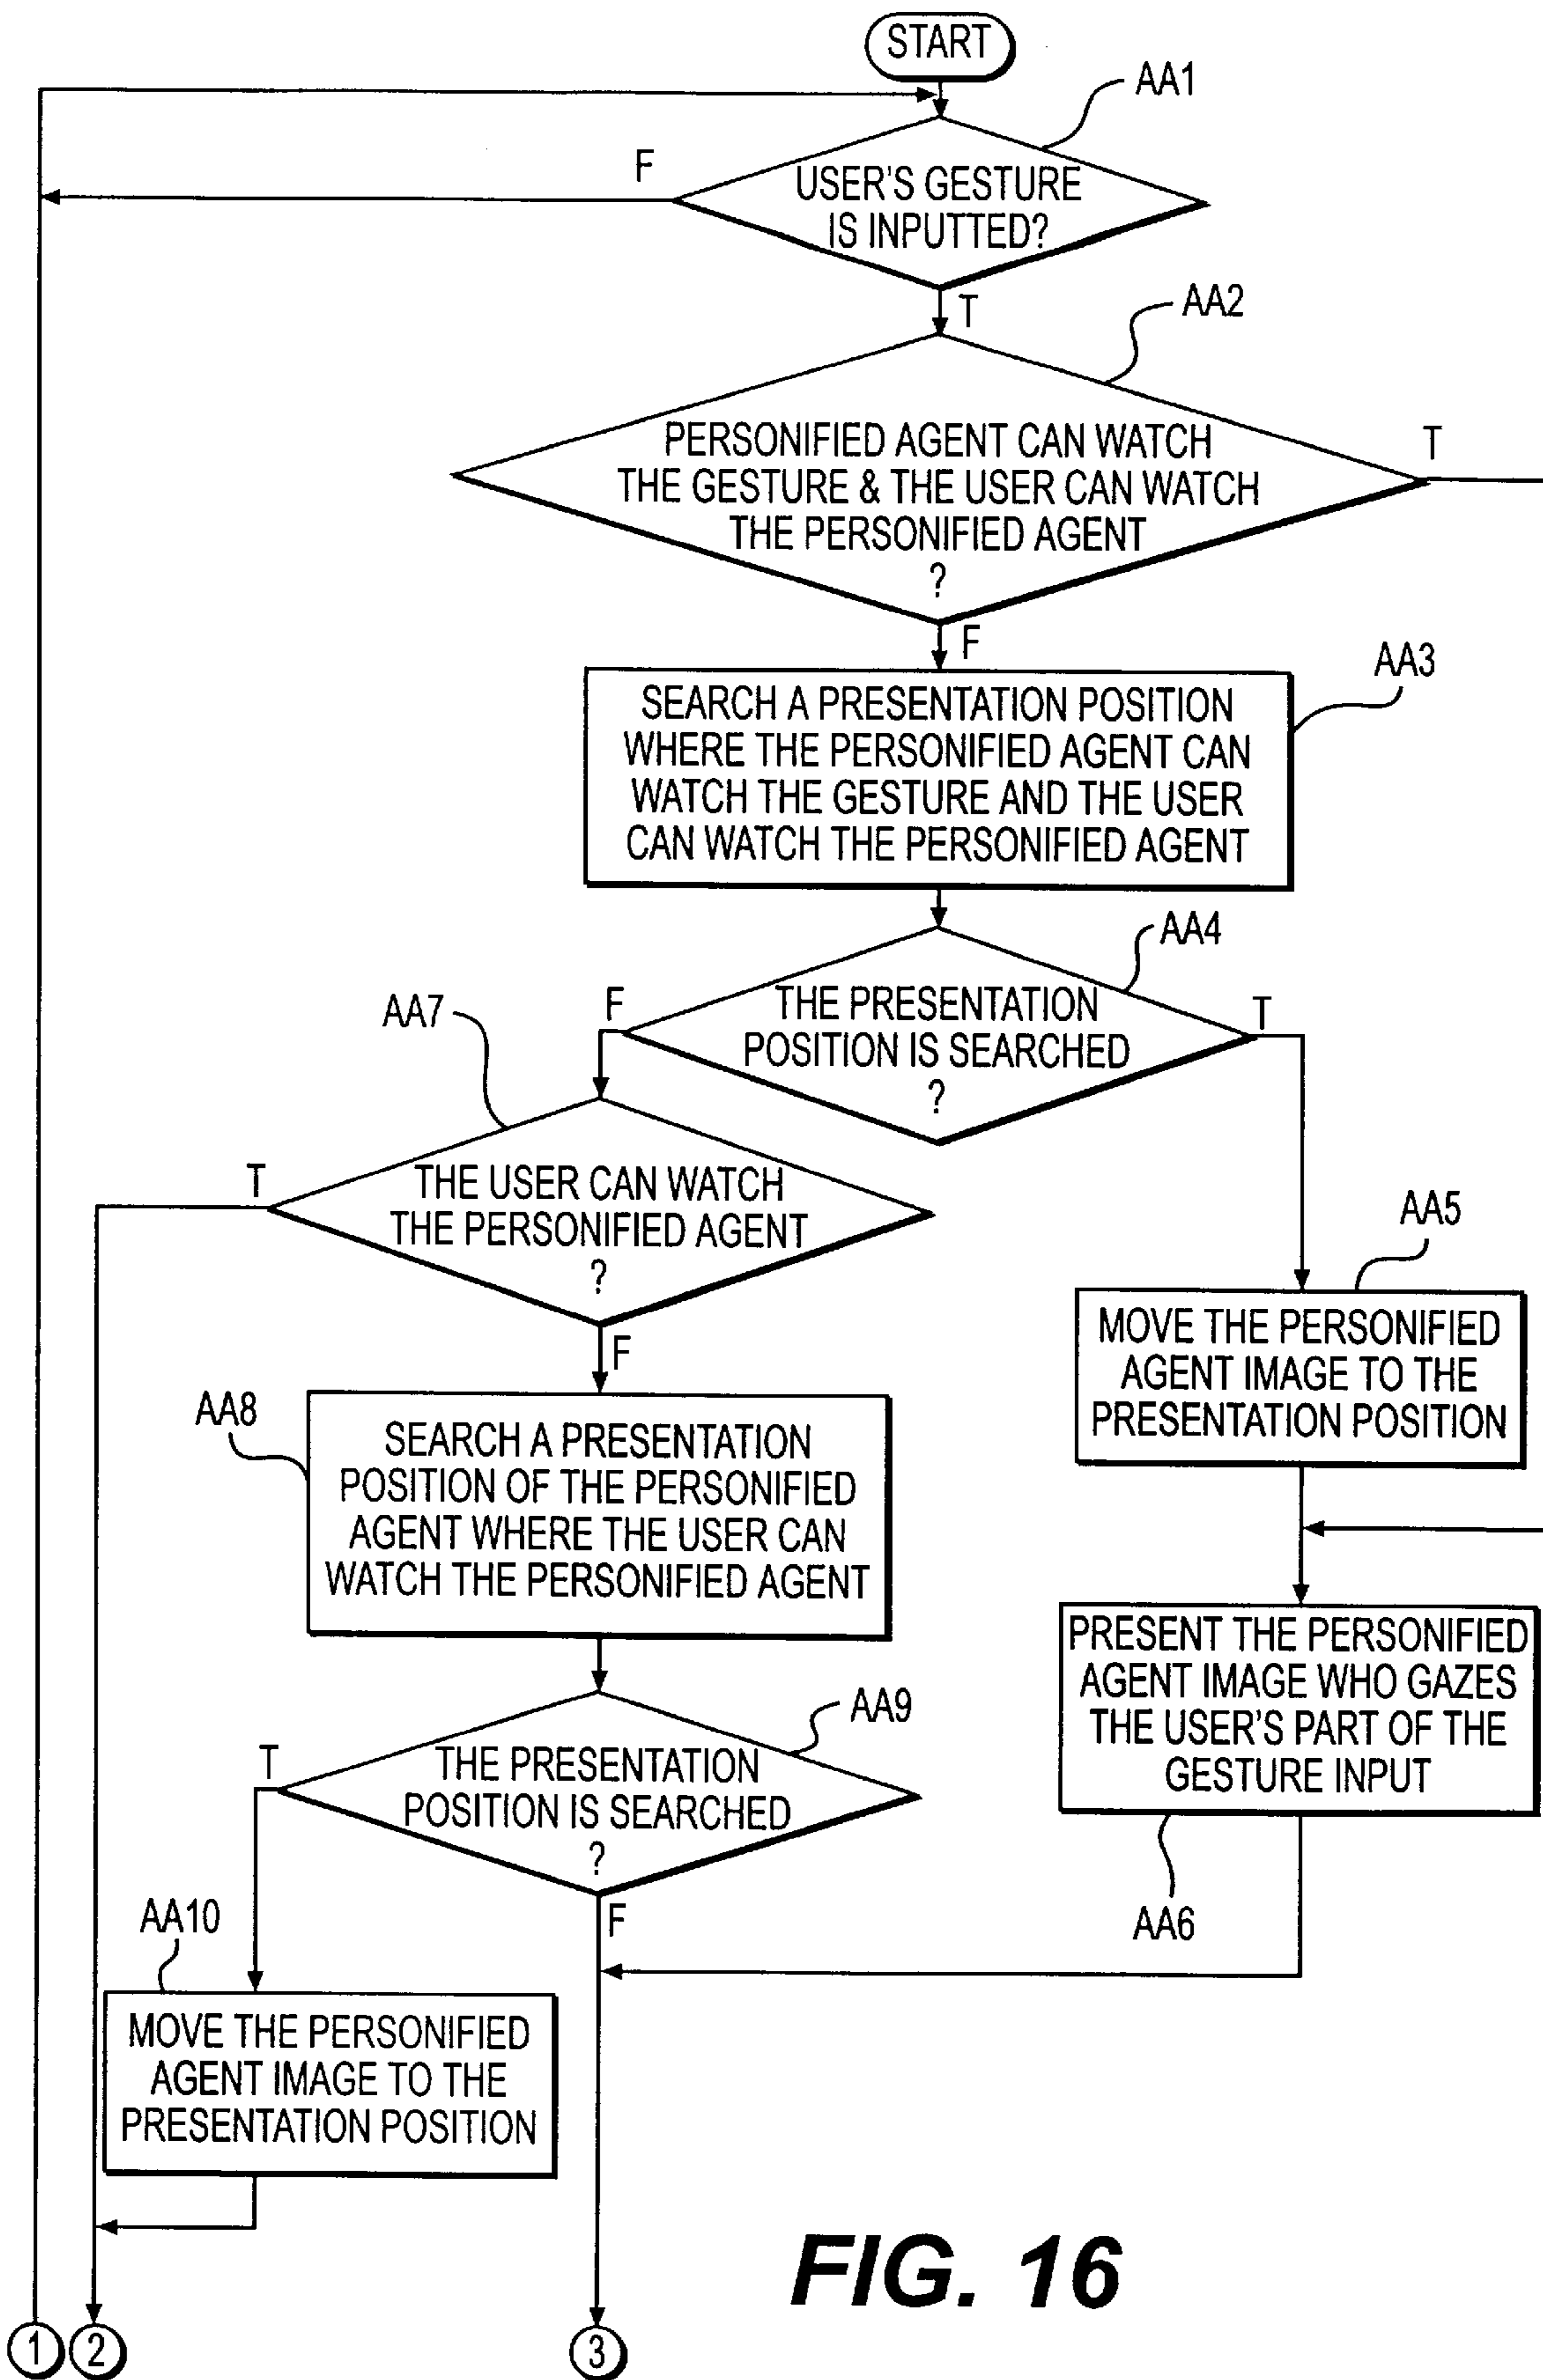 START
AA1
F
USER'S GESTURE
IS INPUTTED?
T
AA2
PERSONIFIED AGENT CAN WATCH
THE GESTURE & THE USER CAN WATCH
THE PERSONIFIED AGENT
?
T
F
AA3
SEARCH A PRESENTATION POSITION
WHERE THE PERSONIFIED AGENT CAN
WATCH THE GESTURE AND THE USER
CAN WATCH THE PERSONIFIED AGENT
AA4
THE PRESENTATION
POSITION IS SEARCHED
?
F
T
AA7
THE USER CAN WATCH
THE PERSONIFIED AGENT
?
T
F
AA5
MOVE THE PERSONIFIED
AGENT IMAGE TO THE
PRESENTATION POSITION
AA8
SEARCH A PRESENTATION
POSITION OF THE PERSONIFIED
AGENT WHERE THE USER CAN
WATCH THE PERSONIFIED AGENT
PRESENT THE PERSONIFIED
AGENT IMAGE WHO GAZES
THE USER'S PART OF THE
GESTURE INPUT
AA6
AA9
THE PRESENTATION
POSITION IS SEARCHED
?
T
F
AA10
MOVE THE PERSONIFIED
AGENT IMAGE TO THE
PRESENTATION POSITION
FIG. 16
1
2
3